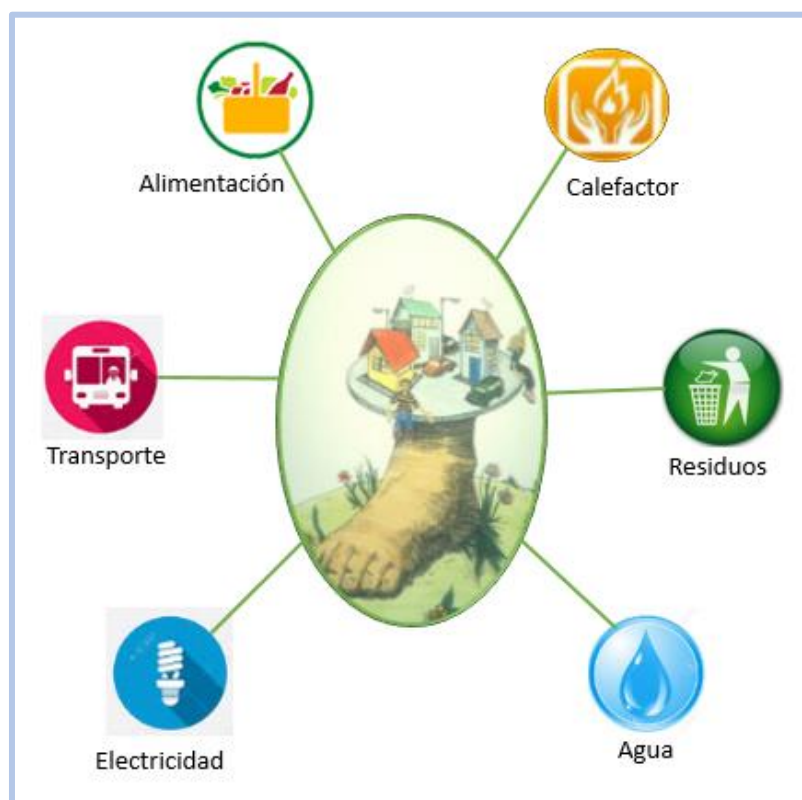 Alimentación
Calefactor
Transporte
Residuos
Electricidad
Agua